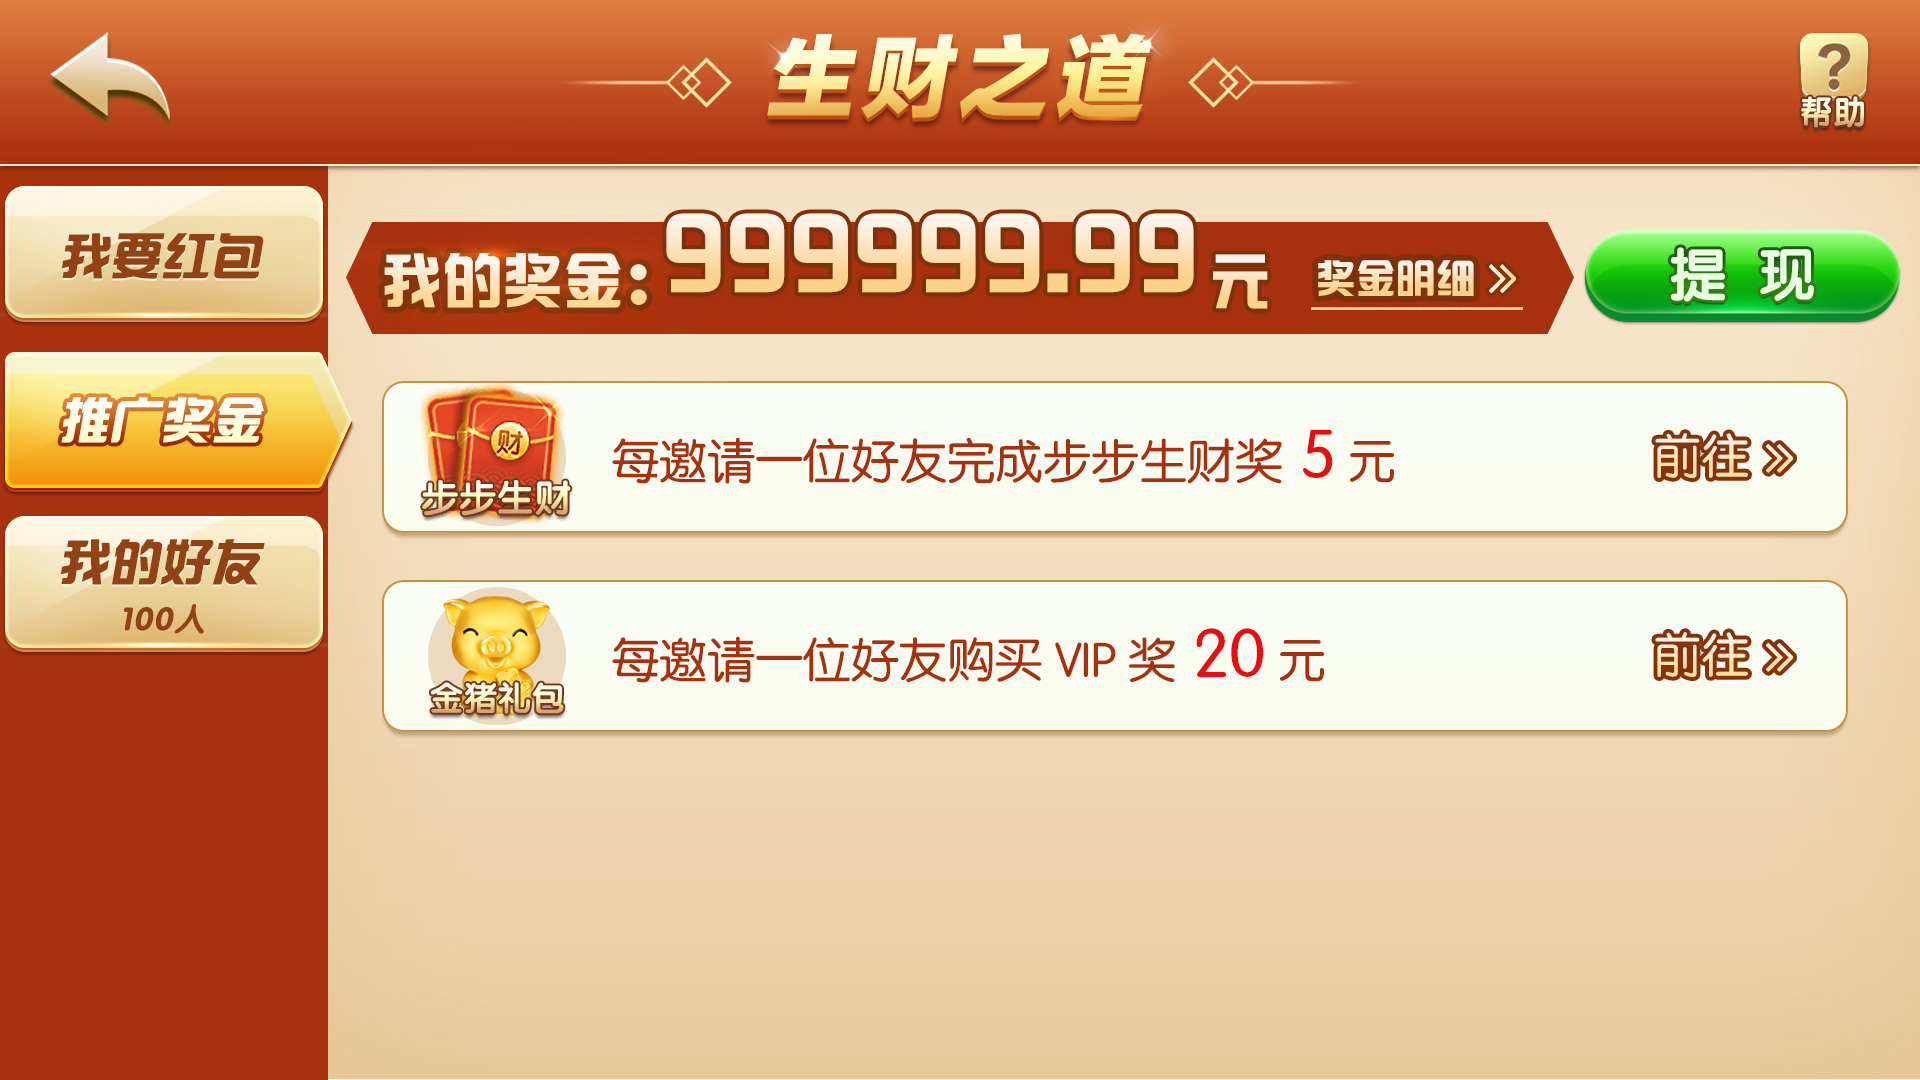 生财之道
?
帮助
我要红包
推广奖金
我的好友
100人
我的奖金:999999.99元
奖金明细
提现
财
步步生财
每邀请一位好友完成步步生财奖 5 元
前往
金猪礼包
每邀请一位好友购买 VIP 奖 20 元
前往